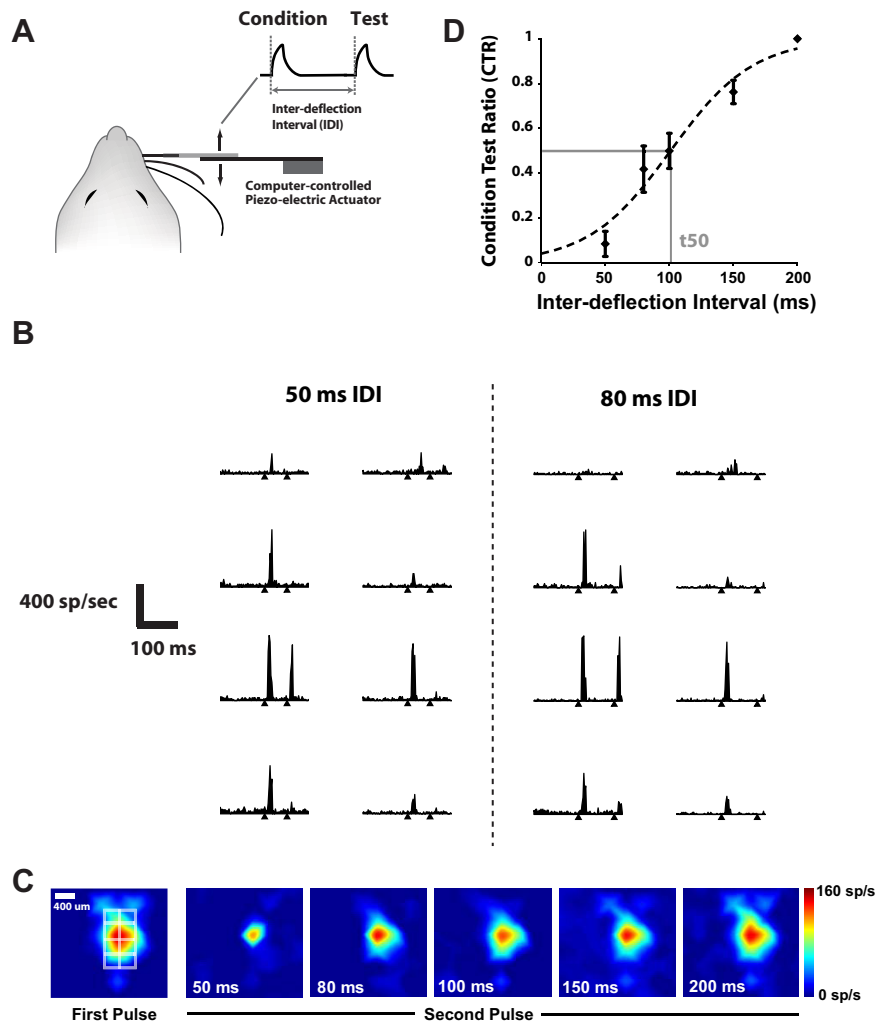 A
Condition Test
Inter-deflection
Interval (IDI)
Computer-controlled
Piezo-electric Actuator
D
Condition Test Ratio (CTR)
1
0.8
0.6
0.4
0.2
0
t50
0 50 100 150 200
Inter-deflection Interval (ms)
B
50 ms IDI
80 ms IDI
400 sp/sec
100 ms
C
400 um
50 ms
80 ms
100 ms
150 ms
200 ms
160 sp/s
0 sp/s
First Pulse
Second Pulse